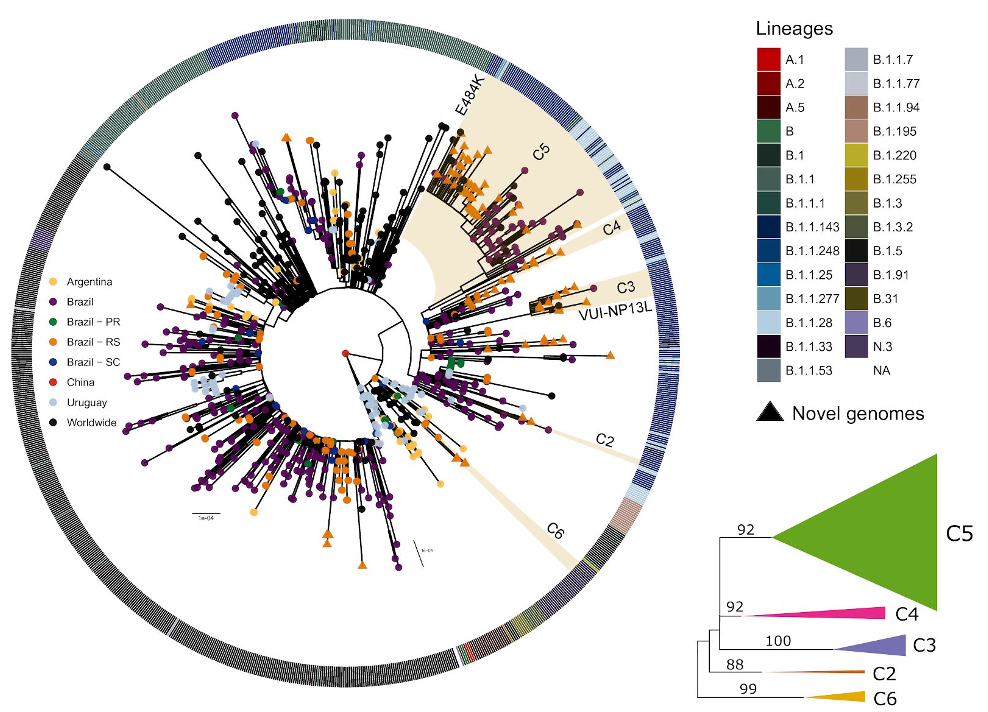 Lineages
A.1
A.2
A.5
B
B.1
B.1.1
B.1.1.1
B.1.1.143
B.1.1.248
B.1.1.25
B.1.1.277
B.1.1.28
B.1.1.33
B.1.1.53
B.1.1.7
B.1.1.77
B.1.1.94
B.1.195
B.1.220
B.1.255
B.1.3
B.1.3.2
B.1.5
B.1.91
B.31
B.6
N.3
NA
Novel genomes
E484K
C5
C4
C3
VUI-NP13L
C2
C6
Argentina
Brazil
Brazil – PR
Brazil – RS
Brazil – SC
China
Uruguay
Worldwide
1e-04
1e-04
92
C5
92
C4
100
C3
88
C2
99
C6